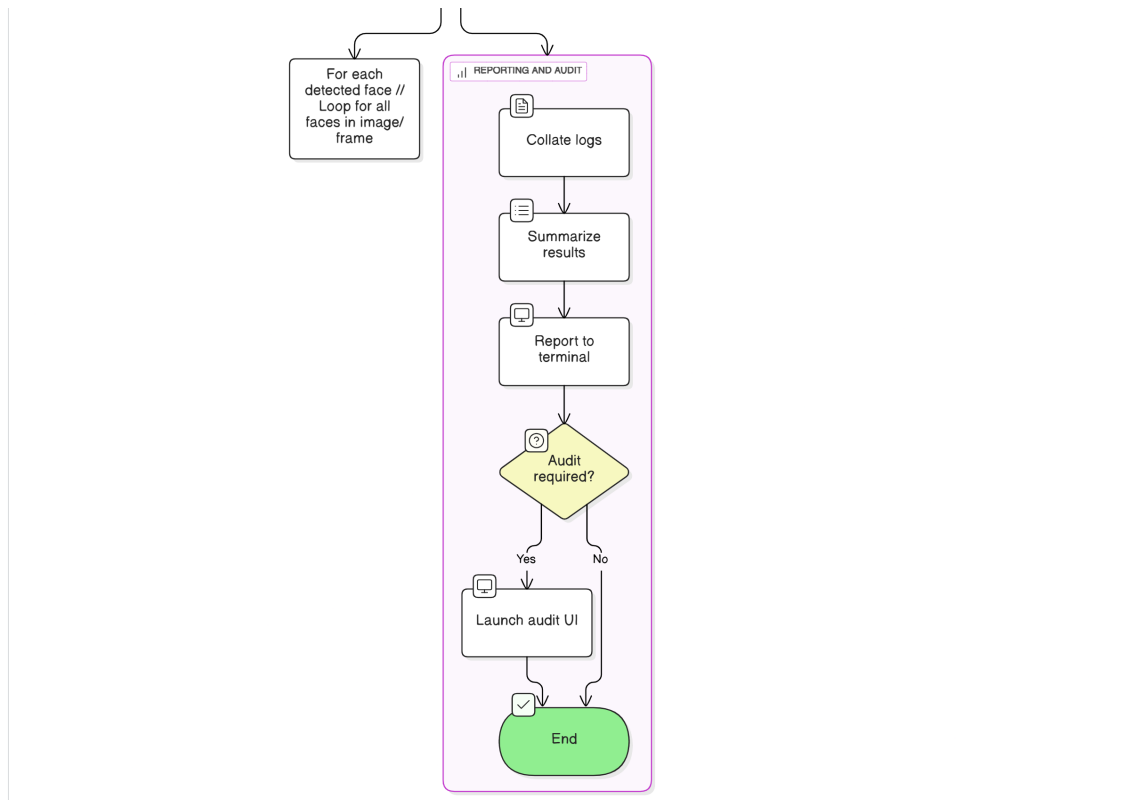 For each
detected face //
Loop for all
faces in image/
frame
REPORTING AND AUDIT
Collate logs
Summarize
results
Report to
terminal
Audit
required?
Yes
No
Launch audit UI
End